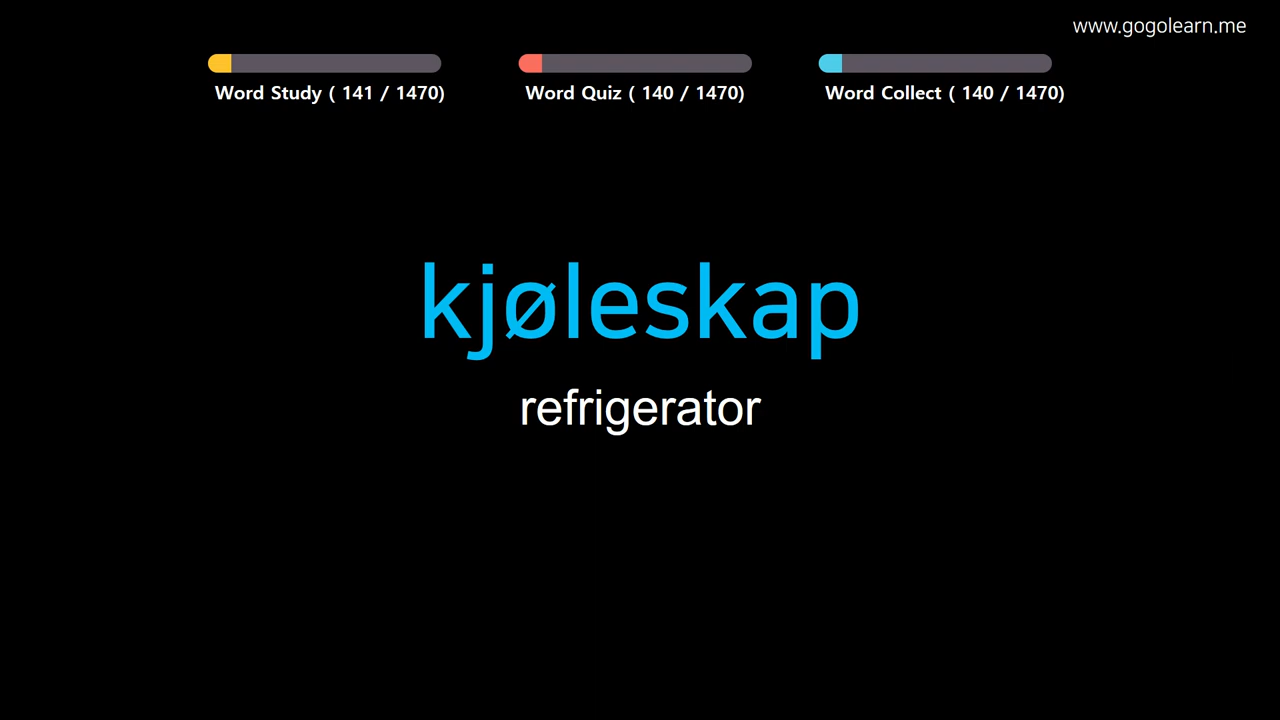 www.gogolearn.me
Word Study ( 141 / 1470)
Word Quiz ( 140 / 1470)
Word Collect ( 140 / 1470)
kjøleskap
refrigerator